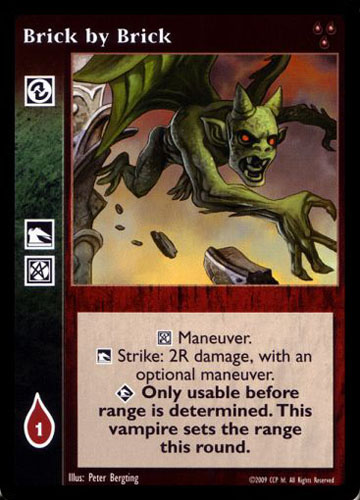 Brick by Brick
Maneuver.
Strike: 2R damage, with an
optional maneuver.
Only usable before
range is determined. This
vampire sets the range
this round.
1
Illus: Peter Bergting
©2009 CCP hf. All Rights Reserved